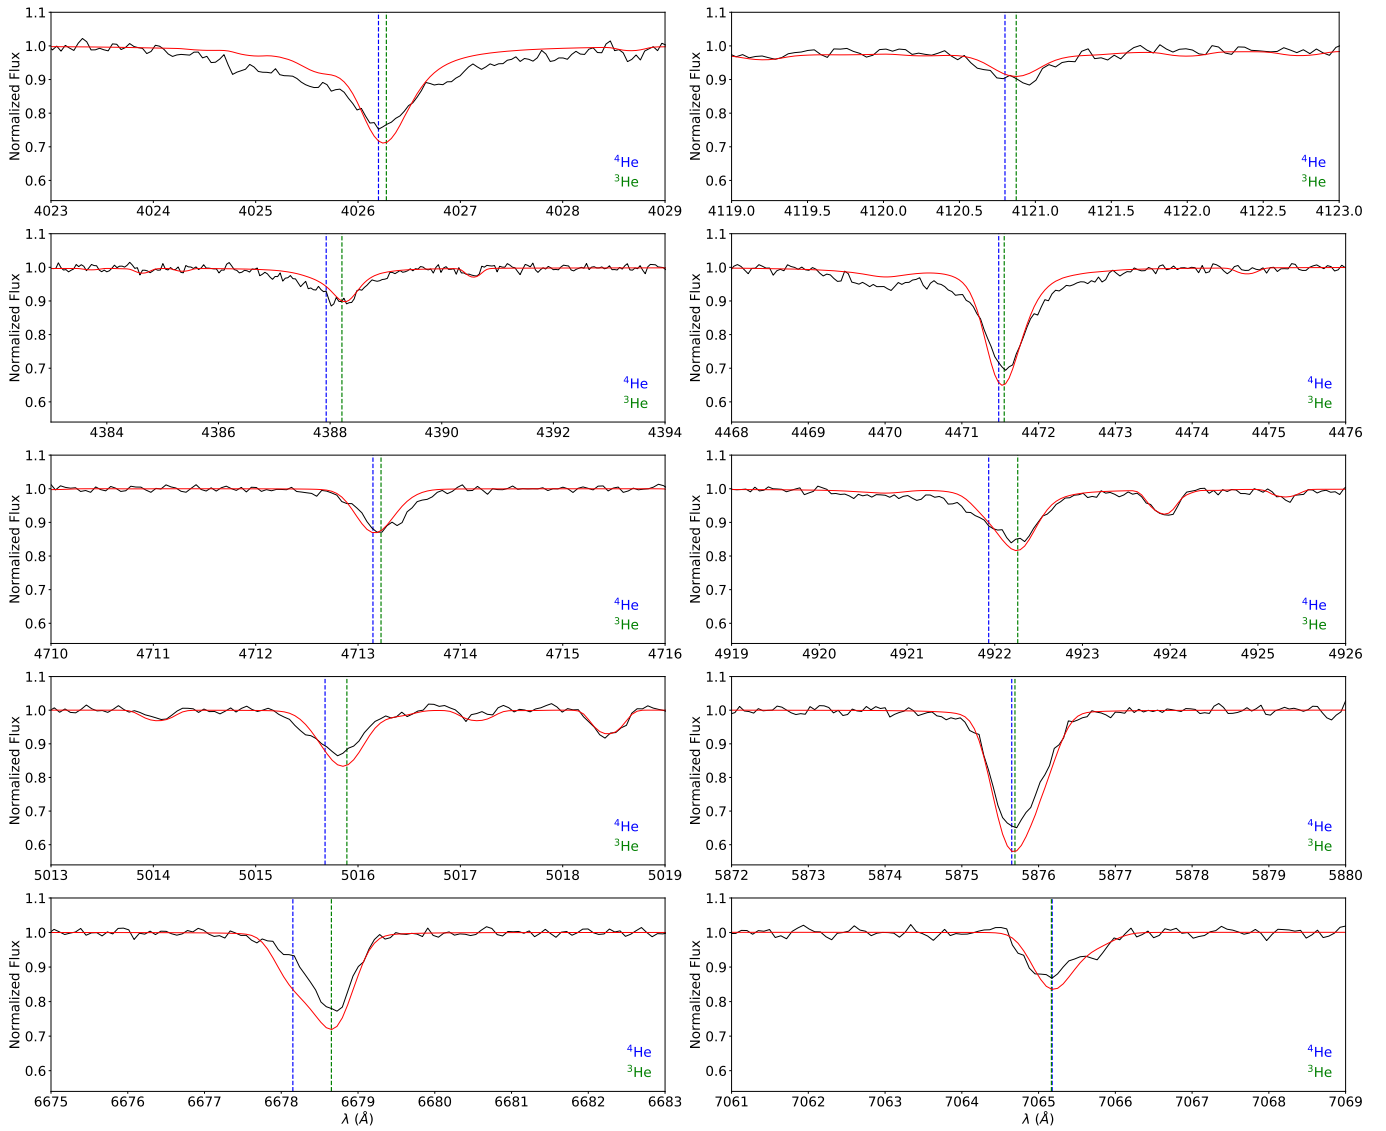 1.1
1.0
0.9
0.8
0.7
0.6
Normalized Flux
4023 4024 4025 4026 4027 4028 4029
⁴He
³He
1.1
1.0
0.9
0.8
0.7
0.6
Normalized Flux
4119.0 4119.5 4120.0 4120.5 4121.0 4121.5 4122.0 4122.5 4123.0
⁴He
³He
1.1
1.0
0.9
0.8
0.7
0.6
Normalized Flux
4384 4386 4388 4390 4392 4394
⁴He
³He
1.1
1.0
0.9
0.8
0.7
0.6
Normalized Flux
4468 4469 4470 4471 4472 4473 4474 4475 4476
⁴He
³He
1.1
1.0
0.9
0.8
0.7
0.6
Normalized Flux
4710 4711 4712 4713 4714 4715 4716
⁴He
³He
1.1
1.0
0.9
0.8
0.7
0.6
Normalized Flux
4919 4920 4921 4922 4923 4924 4925 4926
⁴He
³He
1.1
1.0
0.9
0.8
0.7
0.6
Normalized Flux
5013 5014 5015 5016 5017 5018 5019
⁴He
³He
1.1
1.0
0.9
0.8
0.7
0.6
Normalized Flux
5872 5873 5874 5875 5876 5877 5878 5879 5880
⁴He
³He
1.1
1.0
0.9
0.8
0.7
0.6
Normalized Flux
6675 6676 6677 6678 6679 6680 6681 6682 6683
λ (Å)
⁴He
³He
1.1
1.0
0.9
0.8
0.7
0.6
Normalized Flux
7061 7062 7063 7064 7065 7066 7067 7068 7069
λ (Å)
⁴He
³He